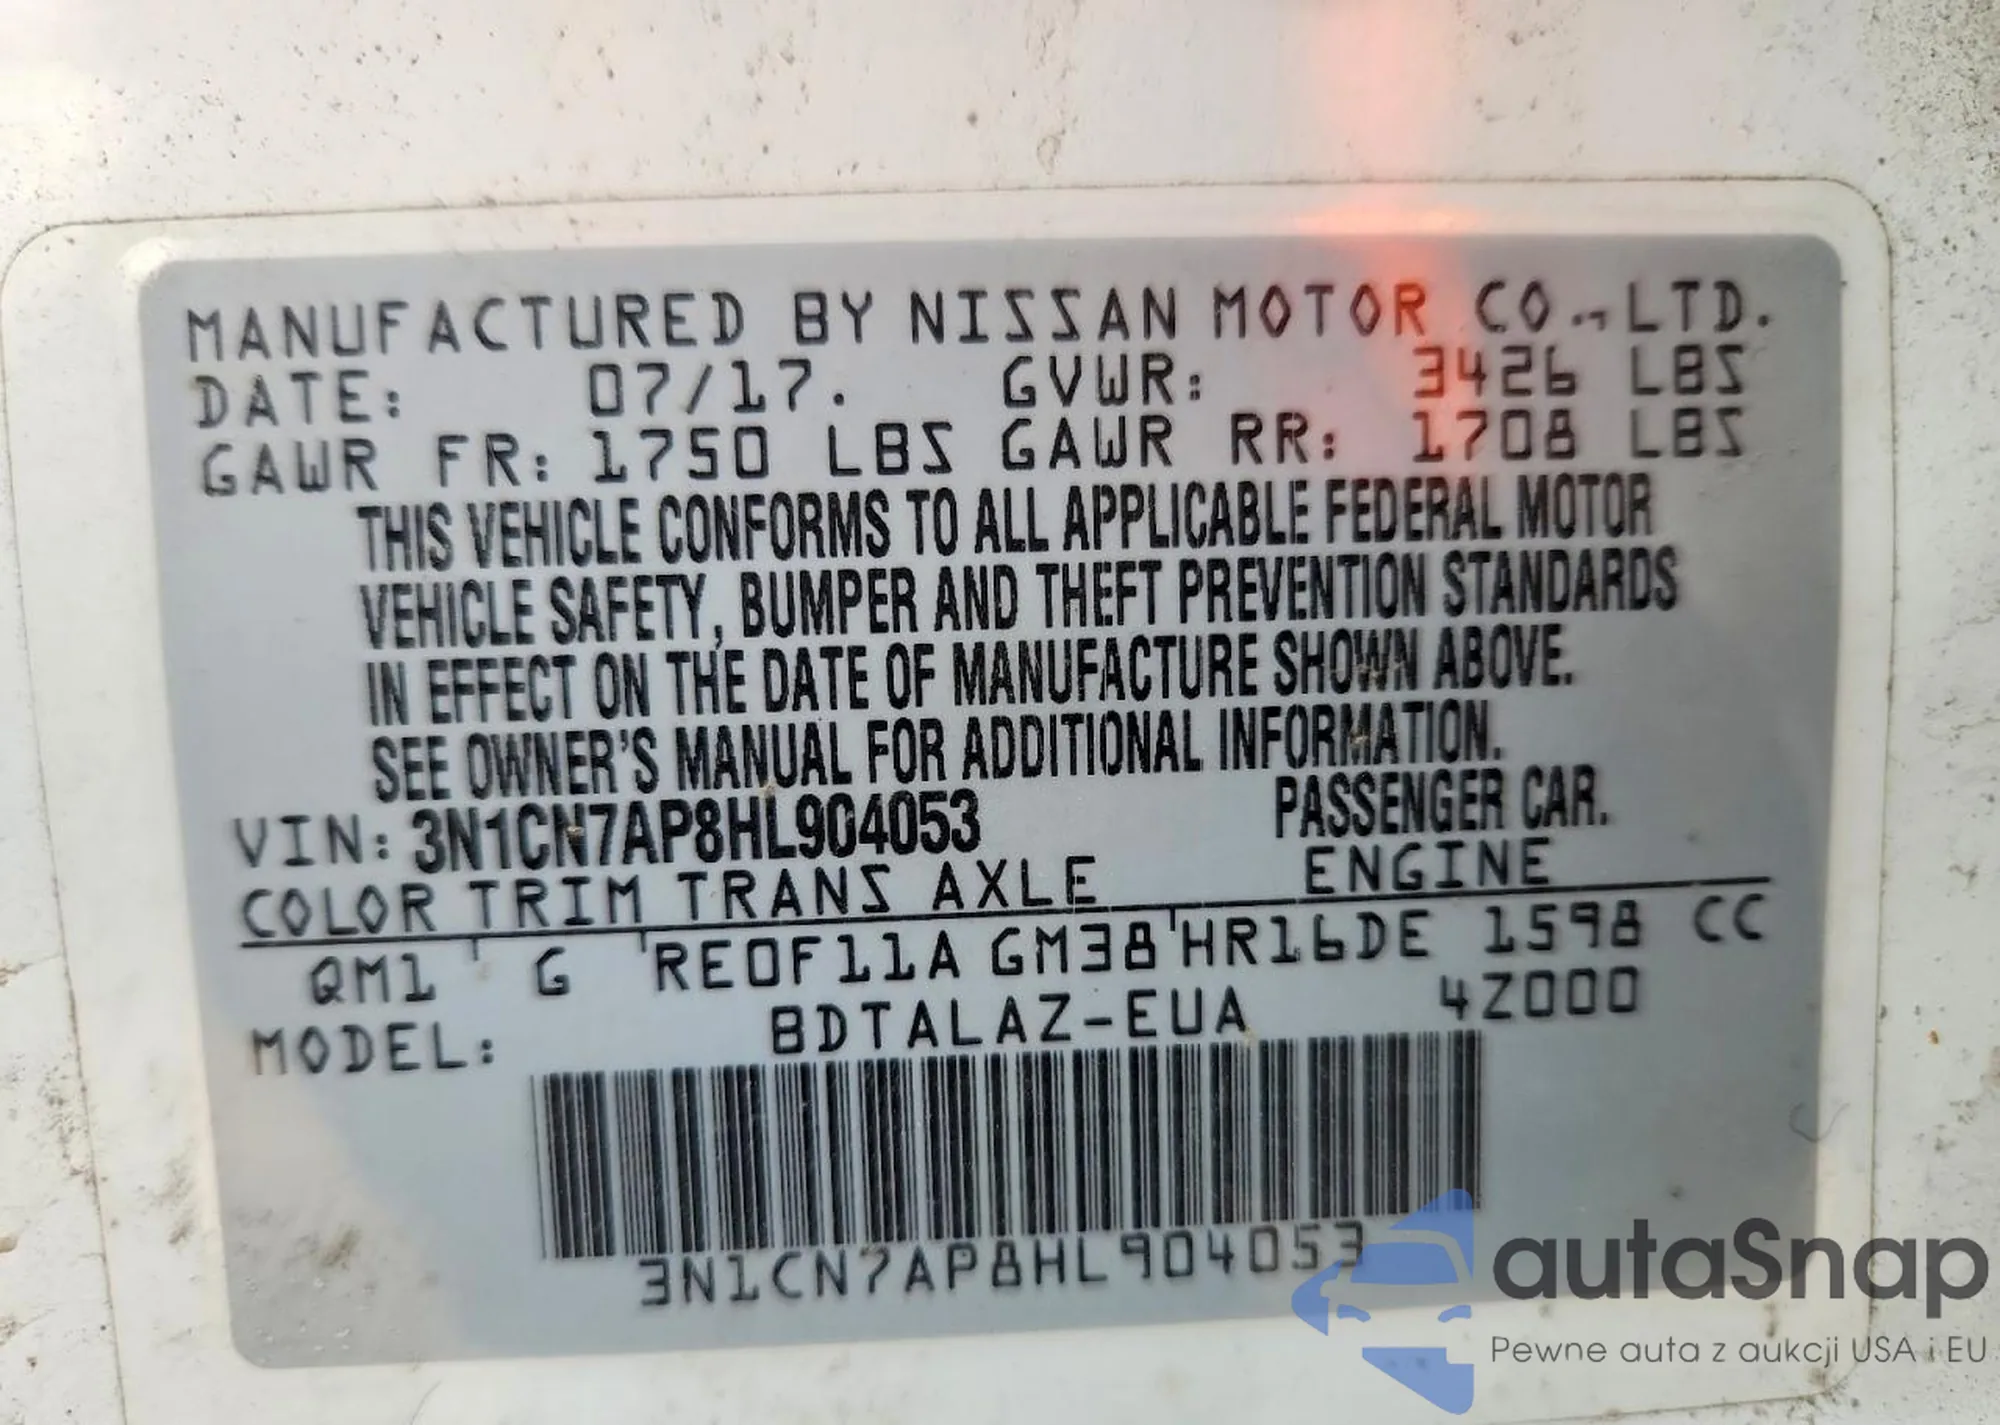 MANUFACTURED BY NISSAN MOTOR CO., LTD.
DATE: 07/17. GVWR: 3426 LBS
GAWR FR: 1750 LBS GAWR RR: 1708 LBS
THIS VEHICLE CONFORMS TO ALL APPLICABLE FEDERAL MOTOR
VEHICLE SAFETY, BUMPER AND THEFT PREVENTION STANDARDS
IN EFFECT ON THE DATE OF MANUFACTURE SHOWN ABOVE.
SEE OWNER'S MANUAL FOR ADDITIONAL INFORMATION.
VIN: 3N1CN7AP8HL904053 PASSENGER CAR.
COLOR TRIM TRANS AXLE ENGINE
QM1 G RE0F11A GM38 HR16DE 1598 CC
MODEL: BDTALAZ-EUA 4Z000
3N1CN7AP8HL904053
autaSnap
Pewne auta z aukcji USA i EU